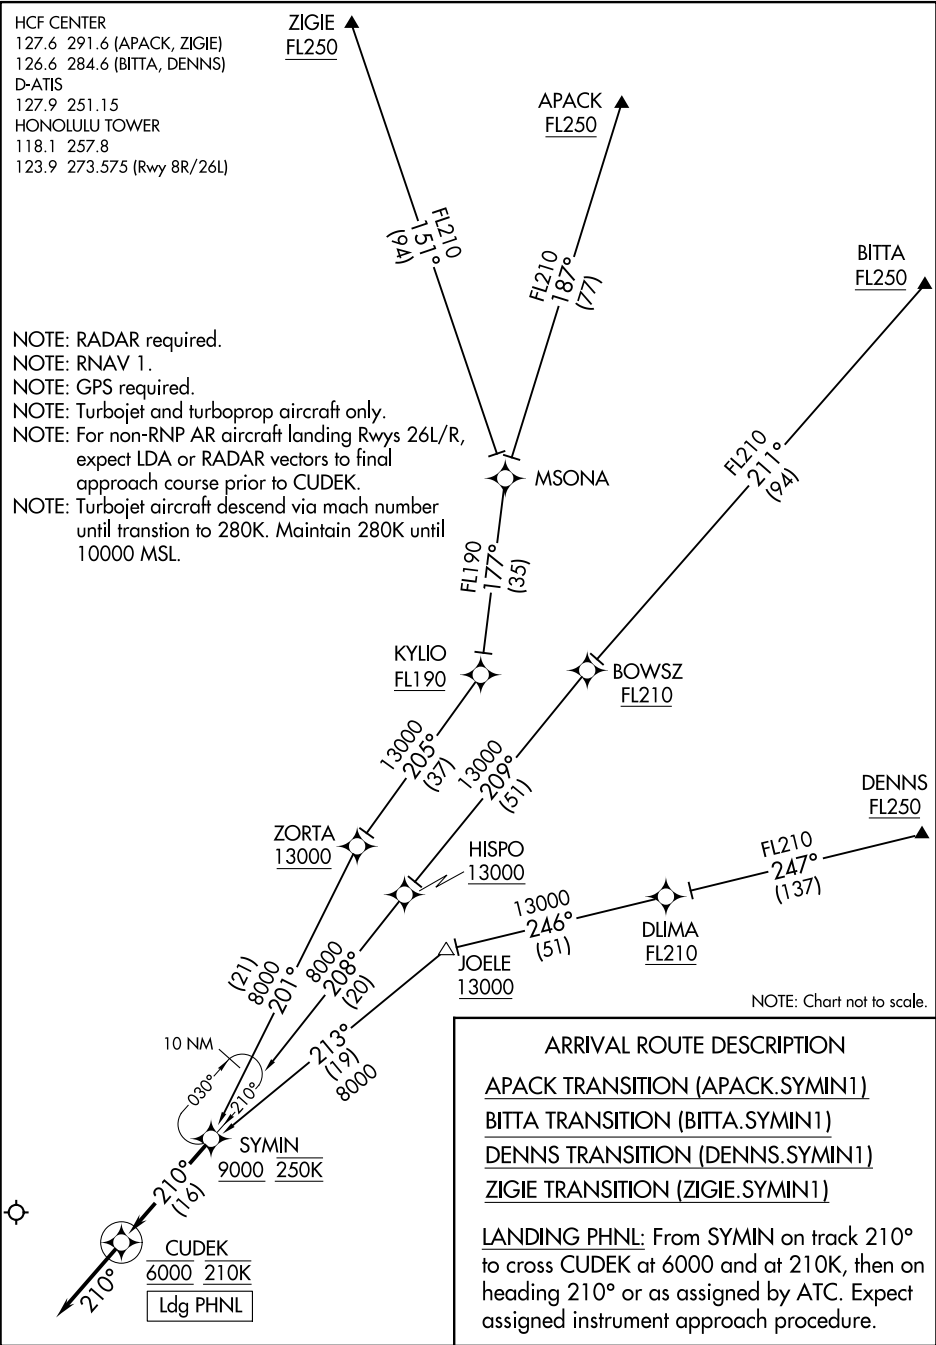 HCF CENTER
127.6 291.6 (APACK, ZIGIE)
126.6 284.6 (BITTA, DENNS)
D-ATIS
127.9 251.15
HONOLULU TOWER
118.1 257.8
123.9 273.575 (Rwy 8R/26L)
ZIGIE
FL250
APACK
FL250
BITTA
FL250
FL210
151°
(94)
FL210
187°
(77)
NOTE: RADAR required.
NOTE: RNAV 1.
NOTE: GPS required.
NOTE: Turbojet and turboprop aircraft only.
NOTE: For non-RNP AR aircraft landing Rwys 26L/R,
expect LDA or RADAR vectors to final
approach course prior to CUDEK.
NOTE: Turbojet aircraft descend via mach number
until transtion to 280K. Maintain 280K until
10000 MSL.
FL210
211°
(94)
MSONA
FL190
177°
(35)
KYLIO
FL190
BOWSZ
FL210
13000
205°
(37)
13000
209°
(51)
DENNS
FL250
ZORTA
13000
HISPO
13000
FL210
247°
(137)
13000
246°
(51)
DLIMA
FL210
JOELE
13000
(21)
8000
201°
8000
208°
(20)
213°
(19)
8000
NOTE: Chart not to scale.
10 NM
030°
210°
SYMIN
9000 250K
210°
(16)
CUDEK
6000 210K
Ldg PHNL
210°
ARRIVAL ROUTE DESCRIPTION
APACK TRANSITION (APACK.SYMIN1)
BITTA TRANSITION (BITTA.SYMIN1)
DENNS TRANSITION (DENNS.SYMIN1)
ZIGIE TRANSITION (ZIGIE.SYMIN1)
LANDING PHNL: From SYMIN on track 210°
to cross CUDEK at 6000 and at 210K, then on
heading 210° or as assigned by ATC. Expect
assigned instrument approach procedure.